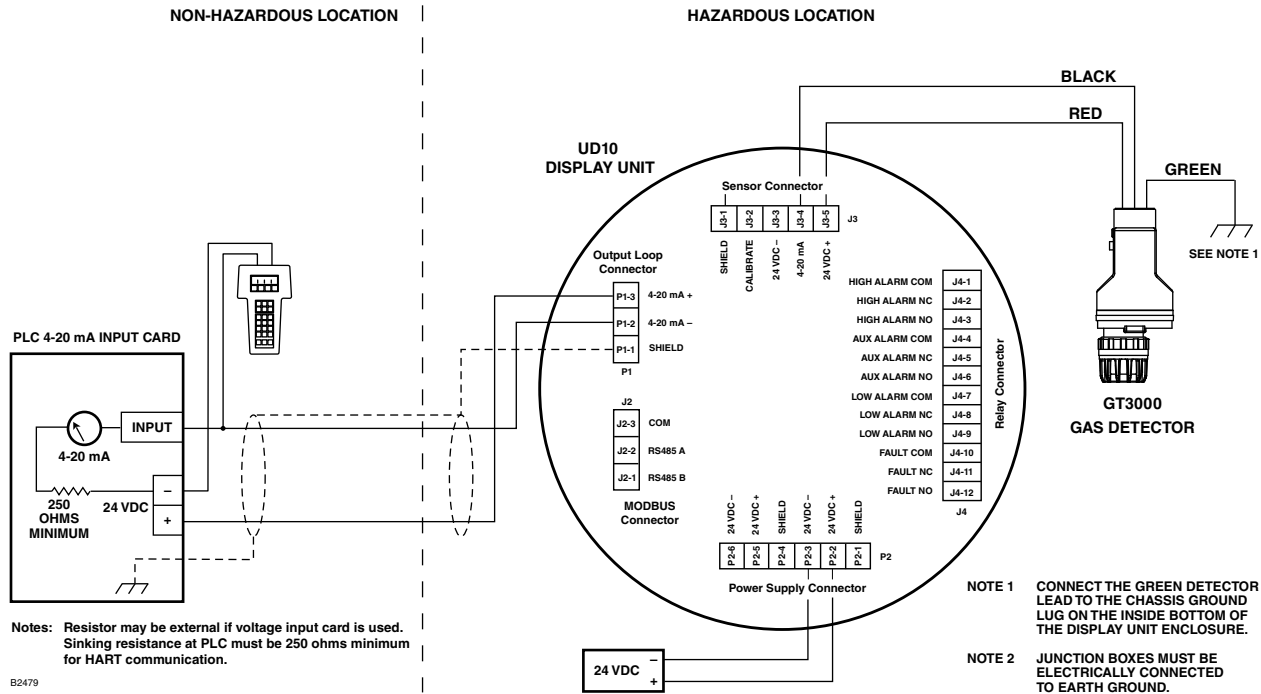 NON-HAZARDOUS LOCATION
HAZARDOUS LOCATION
BLACK
RED
GREEN
SEE NOTE 1
UD10
DISPLAY UNIT
Sensor Connector
J3-1
J3-2
J3-3
J3-4
J3-5
J3
SHIELD
CALIBRATE
24 VDC –
4-20 mA
24 VDC +
Output Loop
Connector
P1-3
4-20 mA +
P1-2
4-20 mA –
P1-1
SHIELD
P1
J2
J2-3
COM
J2-2
RS485 A
J2-1
RS485 B
MODBUS
Connector
HIGH ALARM COM
J4-1
HIGH ALARM NC
J4-2
HIGH ALARM NO
J4-3
AUX ALARM COM
J4-4
AUX ALARM NC
J4-5
AUX ALARM NO
J4-6
LOW ALARM COM
J4-7
LOW ALARM NC
J4-8
LOW ALARM NO
J4-9
FAULT COM
J4-10
FAULT NC
J4-11
FAULT NO
J4-12
J4
Relay Connector
GT3000
GAS DETECTOR
PLC 4-20 mA INPUT CARD
INPUT
4-20 mA
250
OHMS
MINIMUM
24 VDC
–
+
24 VDC –
24 VDC +
SHIELD
24 VDC –
24 VDC +
SHIELD
P2-6
P2-5
P2-4
P2-3
P2-2
P2-1
P2
Power Supply Connector
24 VDC
–
+
NOTE 1 CONNECT THE GREEN DETECTOR
LEAD TO THE CHASSIS GROUND
LUG ON THE INSIDE BOTTOM OF
THE DISPLAY UNIT ENCLOSURE.
NOTE 2 JUNCTION BOXES MUST BE
ELECTRICALLY CONNECTED
TO EARTH GROUND.
Notes: Resistor may be external if voltage input card is used.
Sinking resistance at PLC must be 250 ohms minimum
for HART communication.
B2479